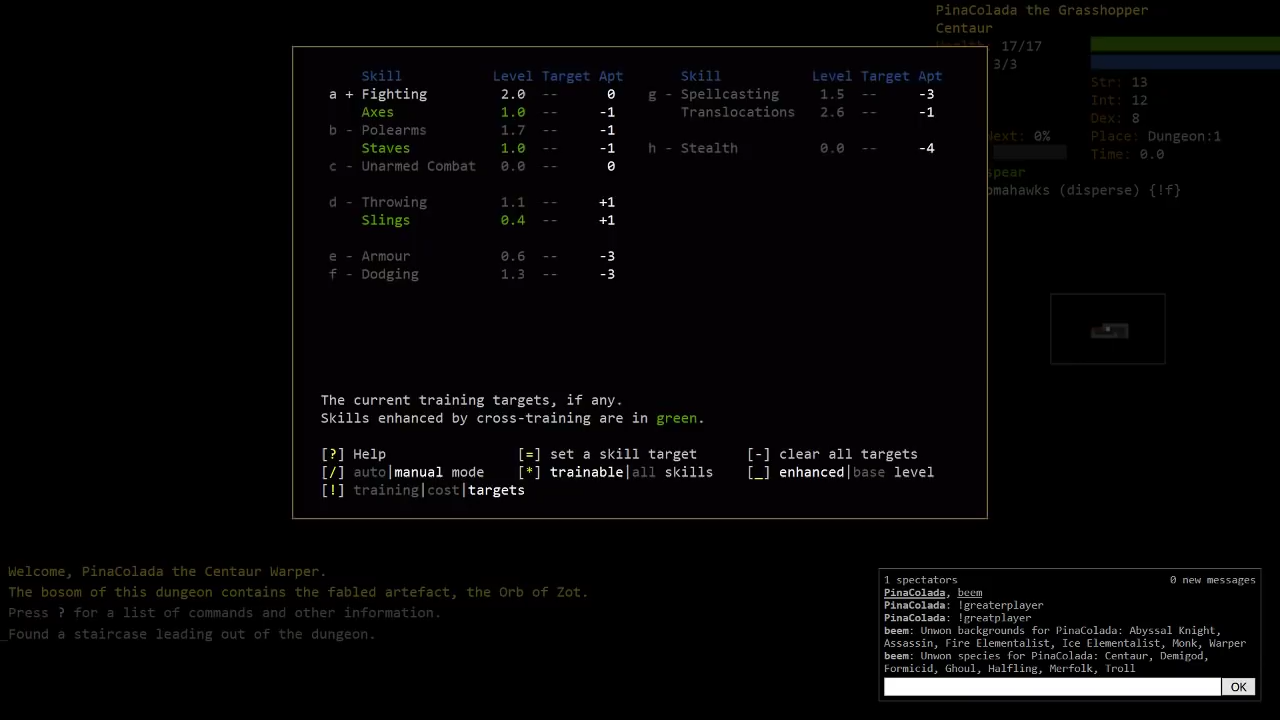 PinaColada the Grasshopper
Centaur
Health: 17/17
3/3
Str: 13
Int: 12
Dex: 8
Next: 0% Place: Dungeon:1
Time: 0.0
spear
omahawks (disperse) {!f}
Skill Level Target Apt Skill Level Target Apt
a + Fighting 2.0 -- 0 g - Spellcasting 1.5 -- -3
Axes 1.0 -- -1 Translocations 2.6 -- -1
b - Polearms 1.7 -- -1
Staves 1.0 -- -1 h - Stealth 0.0 -- -4
c - Unarmed Combat 0.0 -- 0
d - Throwing 1.1 -- +1
Slings 0.4 -- +1
e - Armour 0.6 -- -3
f - Dodging 1.3 -- -3
The current training targets, if any.
Skills enhanced by cross-training are in green.
[?] Help [=] set a skill target [-] clear all targets
[/] auto|manual mode [*] trainable|all skills [_] enhanced|base level
[!] training|cost|targets
Welcome, PinaColada the Centaur Warper.
The bosom of this dungeon contains the fabled artefact, the Orb of Zot.
Press ? for a list of commands and other information.
_Found a staircase leading out of the dungeon.
1 spectators 0 new messages
PinaColada, beem
PinaColada: !greaterplayer
PinaColada: !greatplayer
beem: Unwon backgrounds for PinaColada: Abyssal Knight,
Assassin, Fire Elementalist, Ice Elementalist, Monk, Warper
beem: Unwon species for PinaColada: Centaur, Demigod,
Formicid, Ghoul, Halfling, Merfolk, Troll
OK